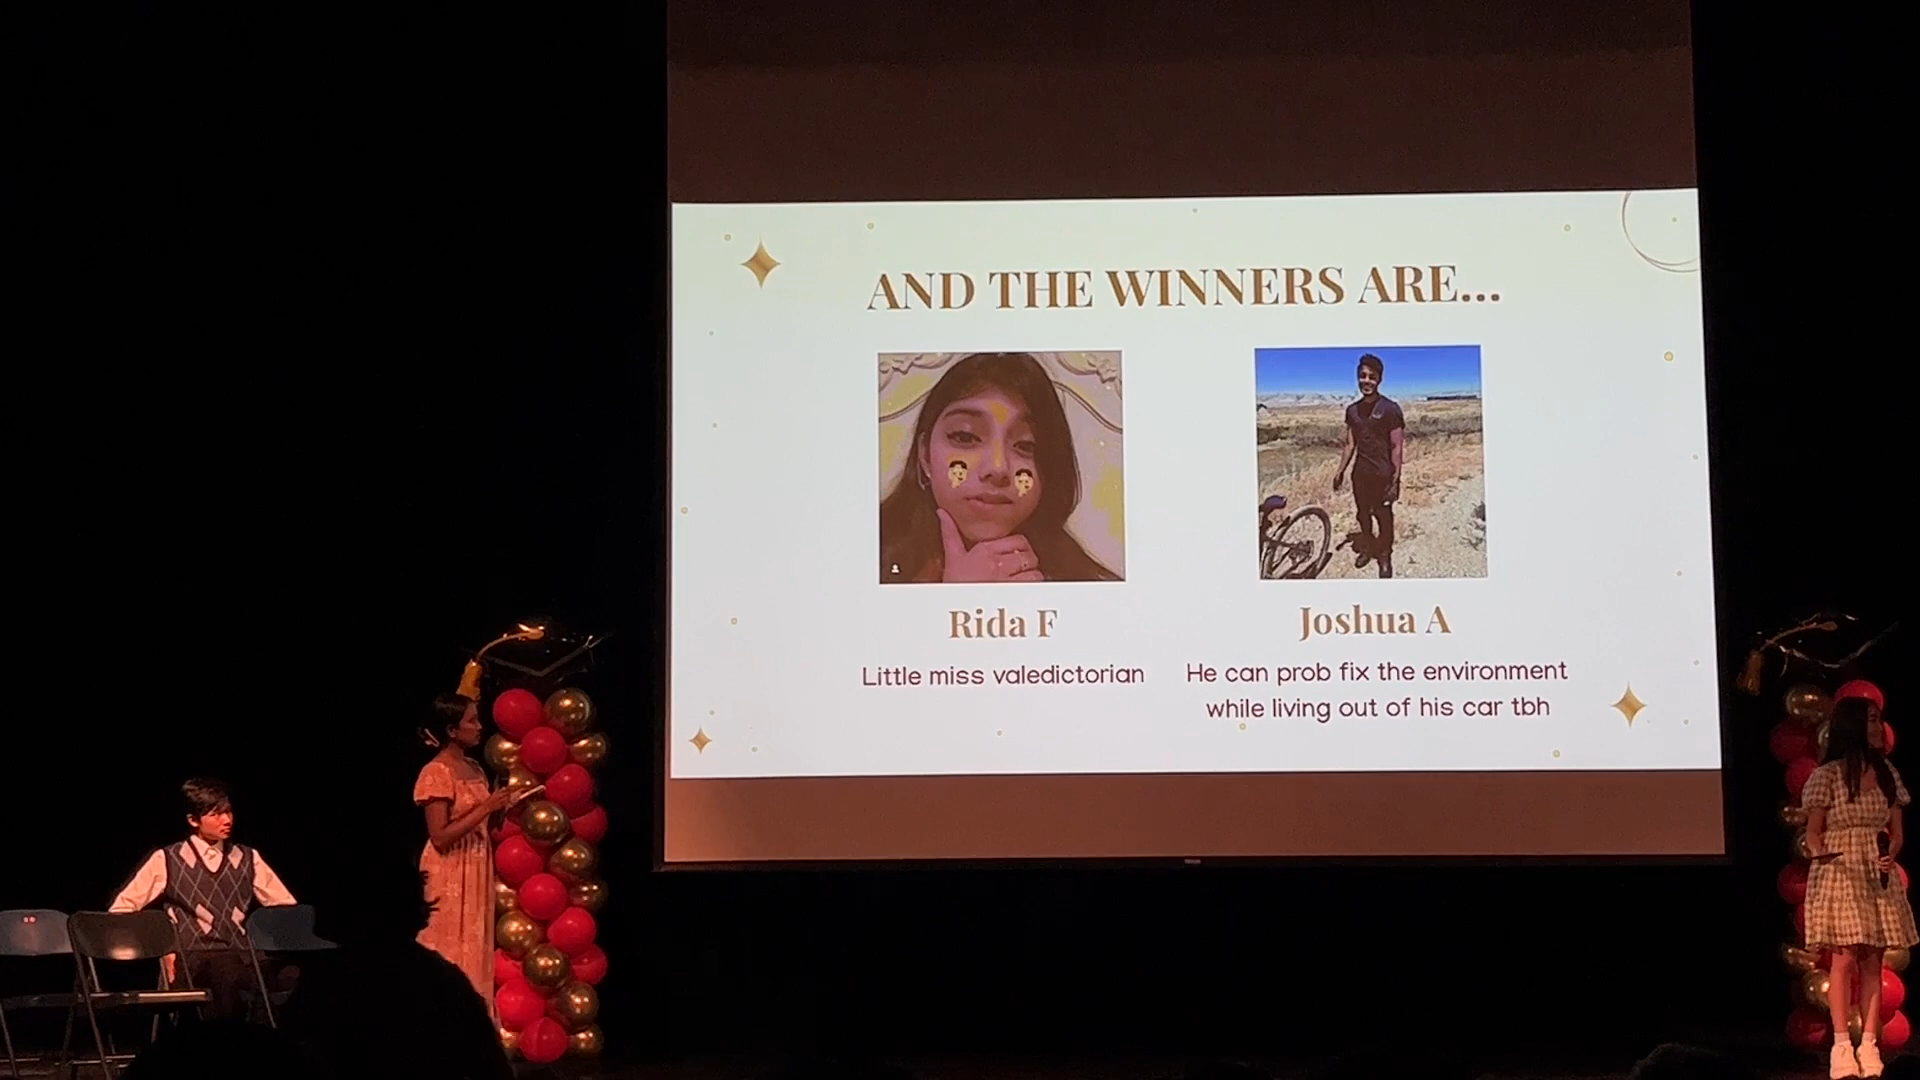 AND THE WINNERS ARE...
Rida F
Joshua A
Little miss valedictorian
He can prob fix the environment
while living out of his car tbh